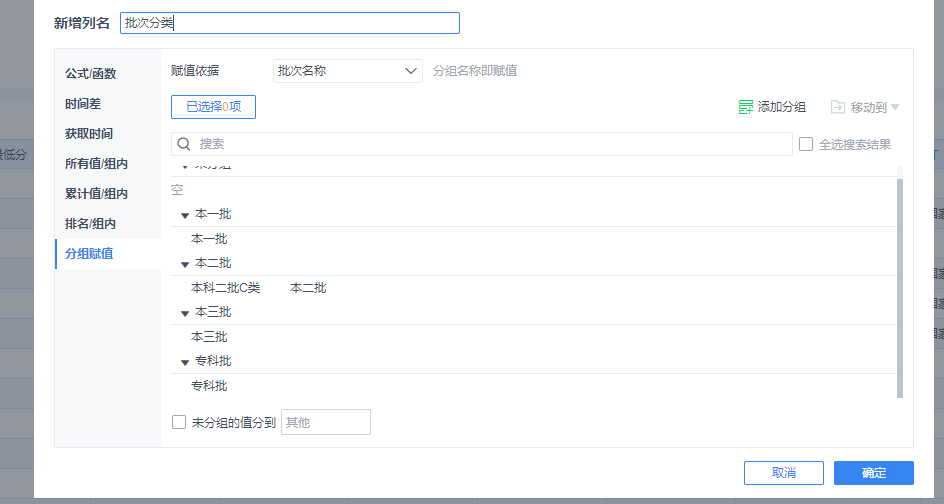 新增列名 批次分类
公式/函数
时间差
获取时间
所有值/组内
累计值/组内
排名/组内
分组赋值
赋值依据 批次名称 分组名称即赋值
已选择0项 添加分组 移动到
搜索 全选搜索结果
未分组
空
本一批
本一批
本二批
本科二批C类 本二批
本三批
本三批
专科批
专科批
未分组的值分到 其他
取消 确定
低分